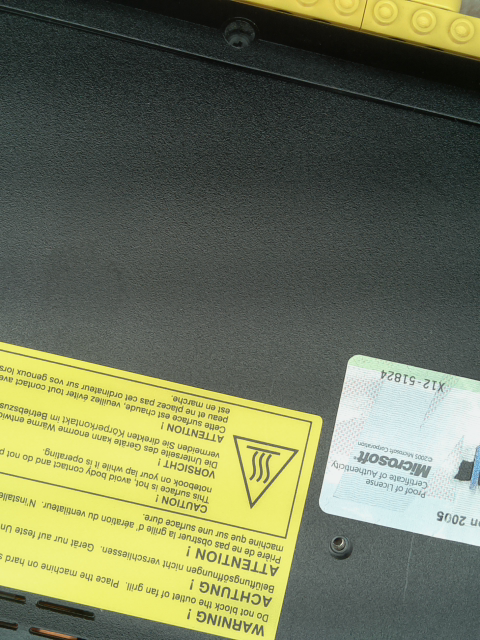 WARNING !
Do not block the outlet of fan grill. Place the machine on hard s
ACHTUNG !
Belüftungsöffnungen nicht verschliessen. Gerät nur auf feste Un
ATTENTION !
Prière de ne pas obstruer la grille d' aération du ventilateur. N'installe
que sur une surface dure.
CAUTION !
This surface is hot, avoid body contact and do not p
notebook on your lap while it is operating.
VORSICHT !
Die Unterseite des Geräts kann enorme Wärme entwic
vermeiden Sie direkten Körperkontakt im Betriebszus
ATTENTION !
Cette surface est chaude, veuillez éviter tout contact ave
peau et ne placez pas cet ordinateur sur vos genoux lors
est en marche.
on 2005
Proof of License
Certificate of Authenticity
Microsoft
©2005 Microsoft Corporation
X12-51824